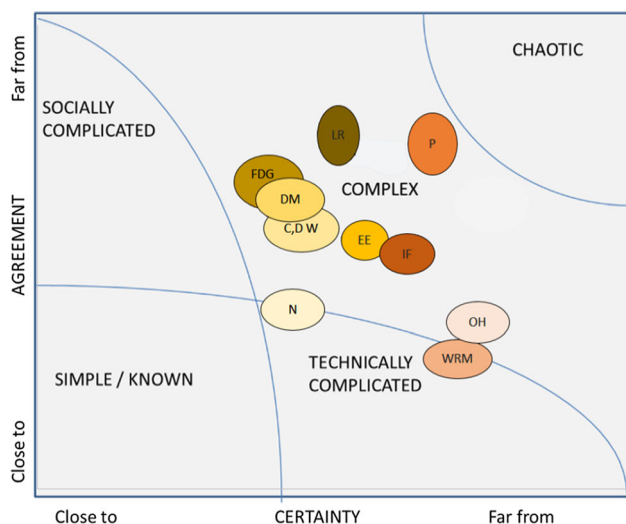 Far from
AGREEMENT
Close to
CHAOTIC
SOCIALLY
COMPLICATED
LR
P
FDG
COMPLEX
DM
C,D W
EE
IF
N
OH
TECHNICALLY
COMPLICATED
WRM
SIMPLE / KNOWN
Close to
CERTAINTY
Far from